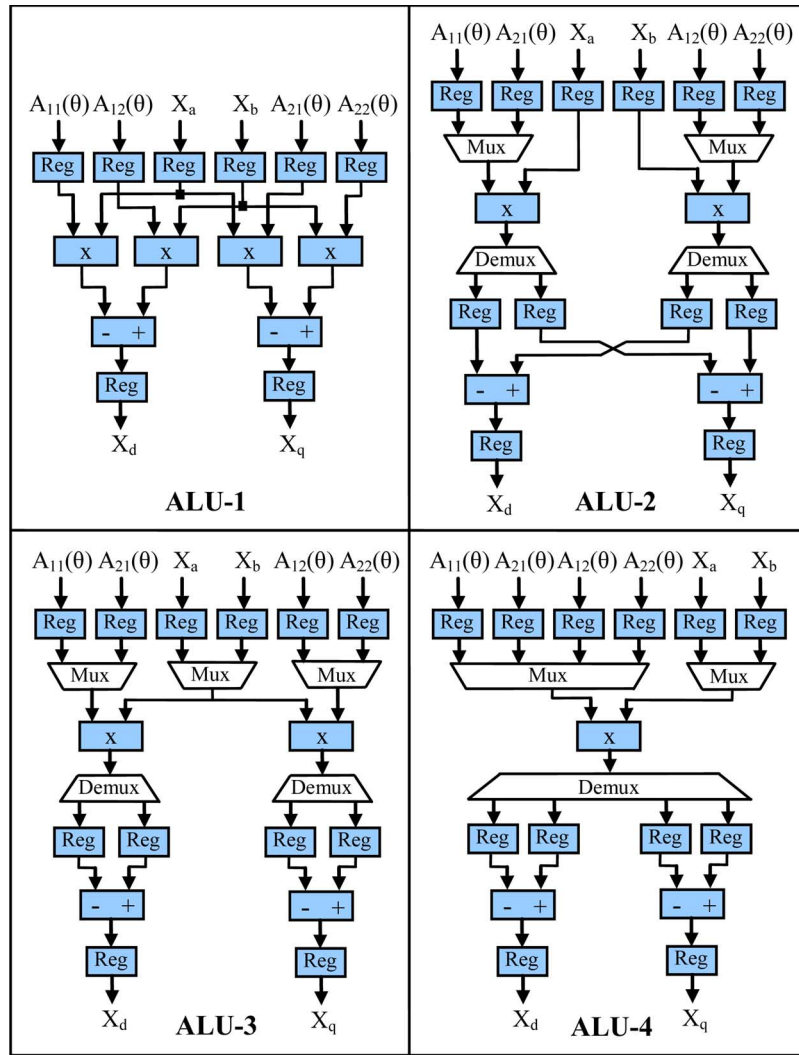 A11(θ) A12(θ) Xa Xb A21(θ) A22(θ)
Reg Reg Reg Reg Reg Reg
x x x x
- + - +
Reg Reg
Xd Xq
ALU-1
A11(θ) A21(θ) Xa Xb A12(θ) A22(θ)
Reg Reg Reg Reg Reg Reg
Mux Mux
x x
Demux Demux
Reg Reg Reg Reg
- + - +
Reg Reg
Xd Xq
ALU-2
A11(θ) A21(θ) Xa Xb A12(θ) A22(θ)
Reg Reg Reg Reg Reg Reg
Mux Mux Mux
x x
Demux Demux
Reg Reg Reg Reg
- + - +
Reg Reg
Xd Xq
ALU-3
A11(θ) A21(θ) A12(θ) A22(θ) Xa Xb
Reg Reg Reg Reg Reg Reg
Mux Mux
x
Demux
Reg Reg Reg Reg
- + - +
Reg Reg
Xd Xq
ALU-4